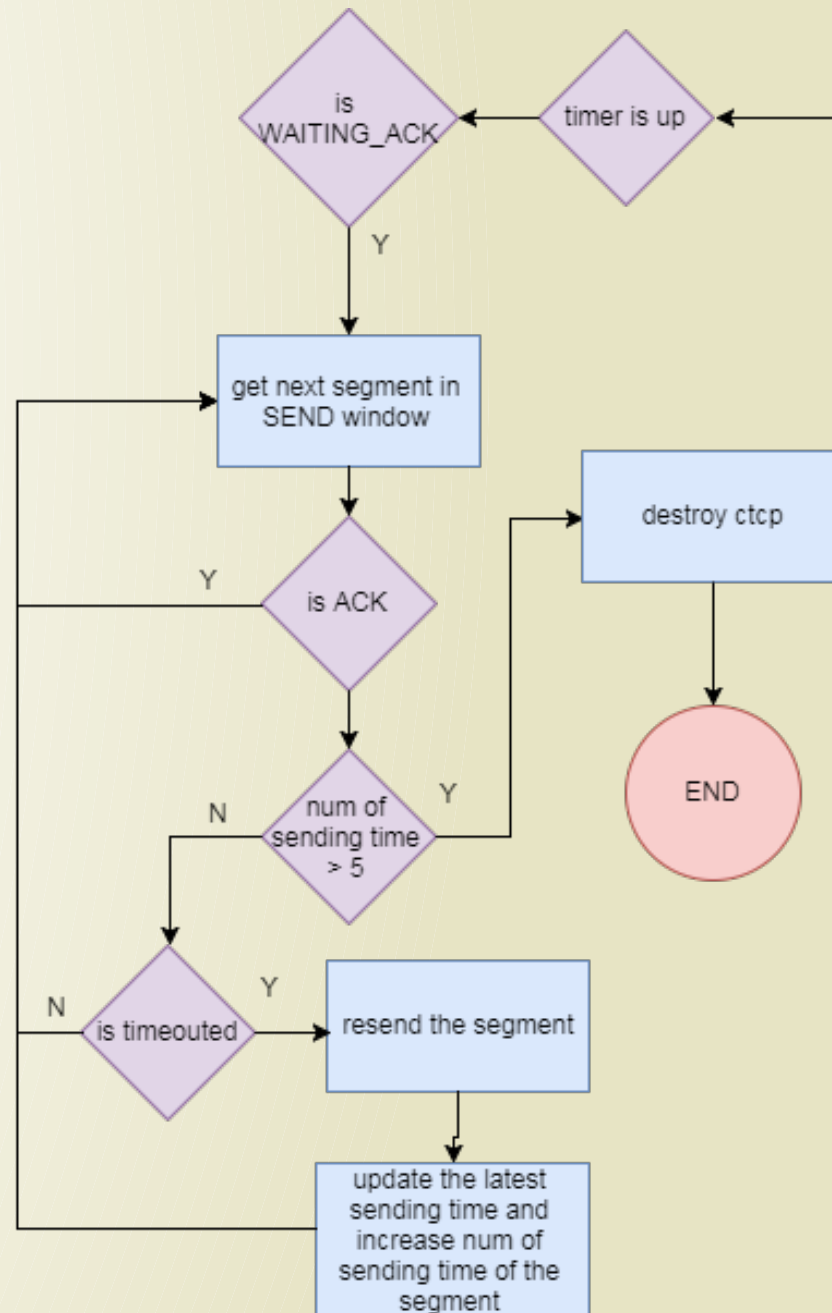 is
WAITING_ACK
timer is up
Y
get next segment in
SEND window
destroy ctcp
Y
is ACK
N
num of
sending time
> 5
Y
END
N
is timeouted
Y
resend the segment
update the latest
sending time and
increase num of
sending time of the
segment